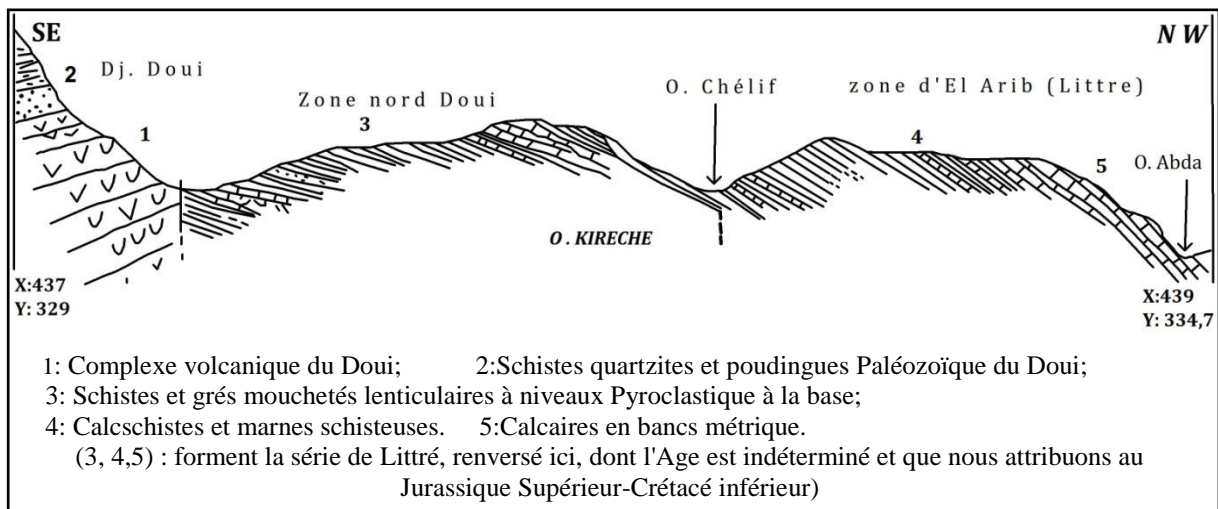 SE
N W
2 Dj. Doui
O. Chélif
zone d'El Arib (Littre)
Zone nord Doui
1
3
4
5
O. Abda
O . KIRECHE
X:437
Y: 329
X:439
Y: 334,7
1: Complexe volcanique du Doui; 2:Schistes quartzites et poudingues Paléozoïque du Doui;
3: Schistes et grés mouchetés lenticulaires à niveaux Pyroclastique à la base;
4: Calcschistes et marnes schisteuses. 5:Calcaires en bancs métrique.
(3, 4,5) : forment la série de Littré, renversé ici, dont l'Age est indéterminé et que nous attribuons au
Jurassique Supérieur-Crétacé inférieur)